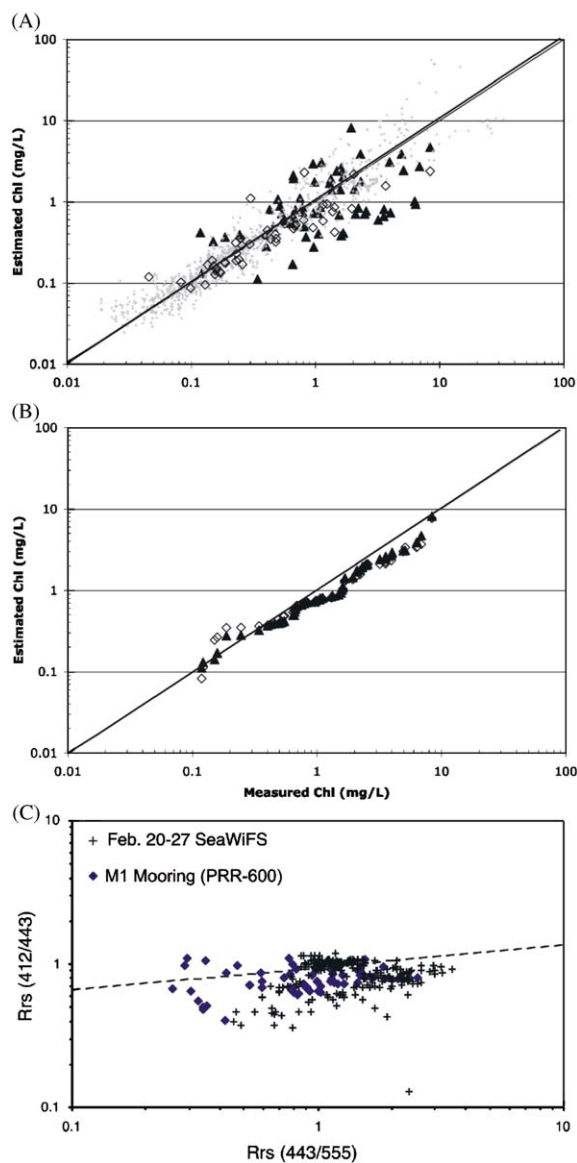 (A)
100
10
1
0.1
0.01
Estimated Chl (mg/L)
0.01 0.1 1 10 100
(B)
100
10
1
0.1
0.01
Estimated Chl (mg/L)
0.01 0.1 1 10 100
Measured Chl (mg/L)
(C)
10
1
0.1
Rrs (412/443)
Feb. 20-27 SeaWiFS
M1 Mooring (PRR-600)
0.1 1 10
Rrs (443/555)